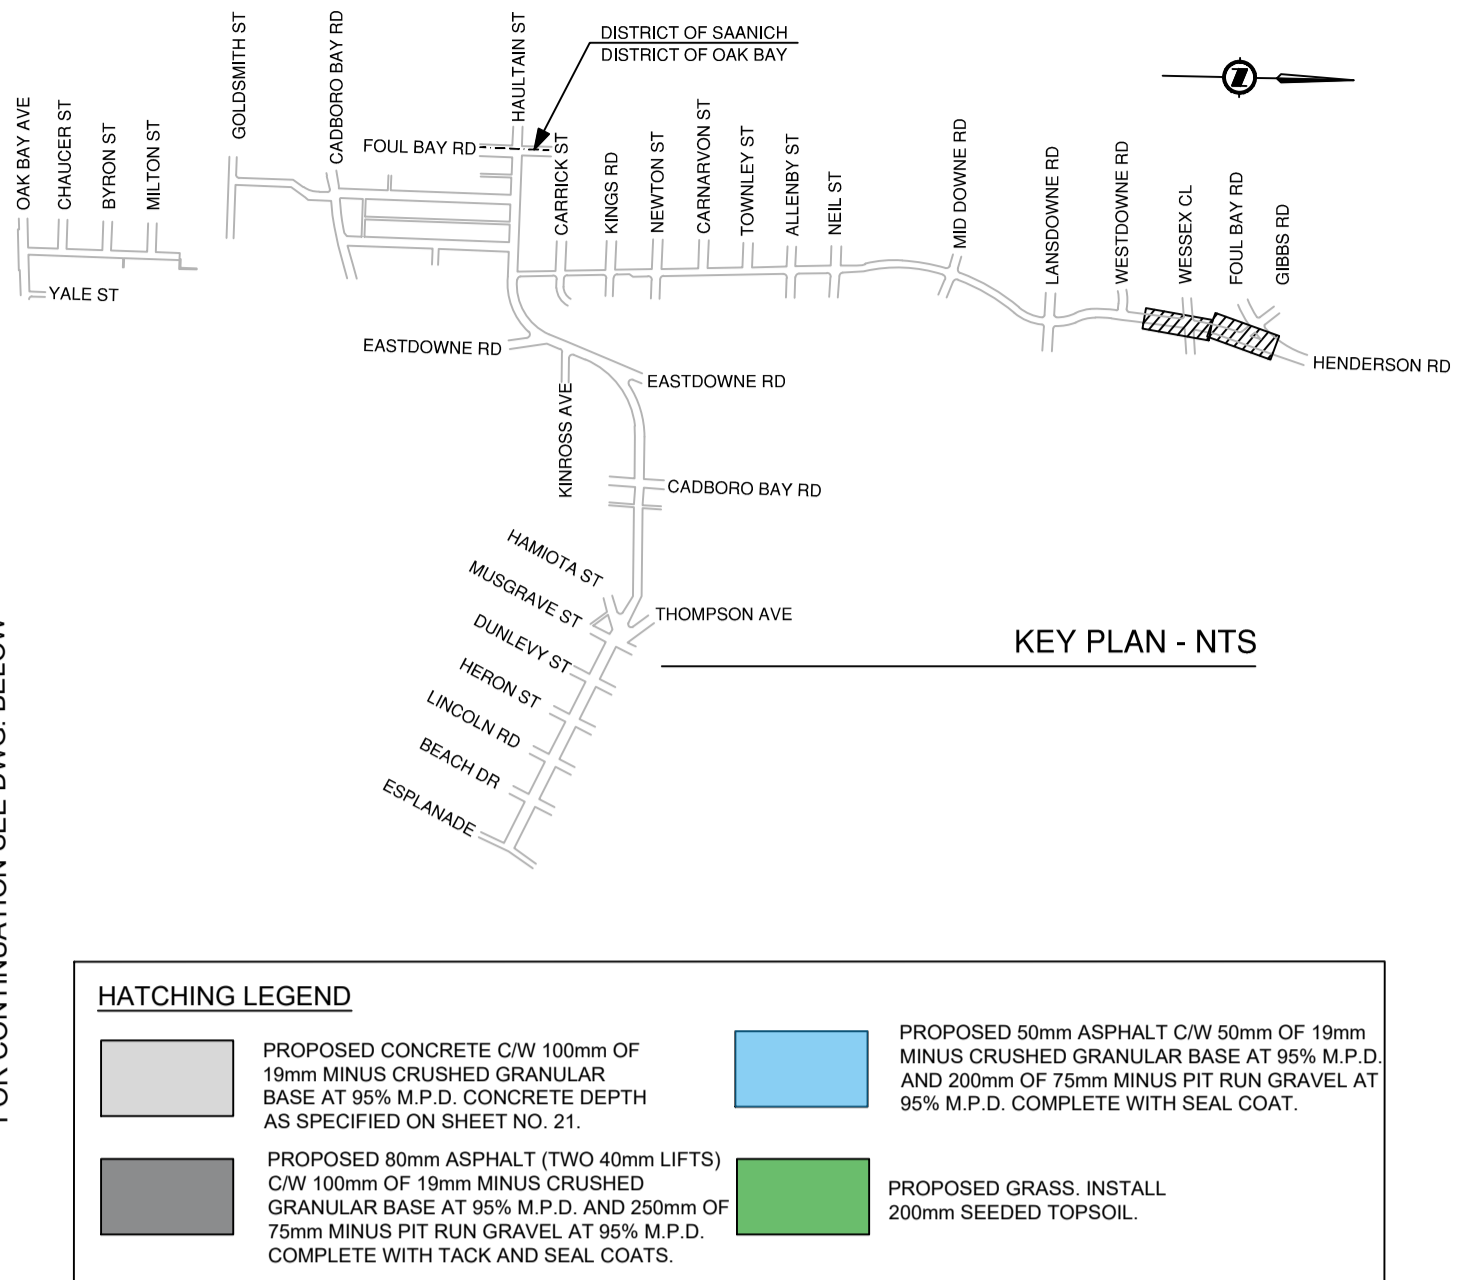 GOLDSMITH ST
CADBORO BAY RD
HAULTAIN ST
DISTRICT OF SAANICH
DISTRICT OF OAK BAY
Z
OAK BAY AVE
CHAUCER ST
BYRON ST
MILTON ST
FOUL BAY RD
CARRICK ST
KINGS RD
NEWTON ST
CARNARVON ST
TOWNLEY ST
ALLENBY ST
NEIL ST
MID DOWNE RD
LANSDOWNE RD
WESTDOWNE RD
WESSEX CL
FOUL BAY RD
GIBBS RD
YALE ST
EASTDOWNE RD
HENDERSON RD
EASTDOWNE RD
KINROSS AVE
CADBORO BAY RD
HAMIOTA ST
MUSGRAVE ST
THOMPSON AVE
DUNLEVY ST
KEY PLAN - NTS
HERON ST
LINCOLN RD
BEACH DR
ESPLANADE
FOR CONTINUATION SEE DWG. BELOW
HATCHING LEGEND
PROPOSED CONCRETE C/W 100mm OF
19mm MINUS CRUSHED GRANULAR
BASE AT 95% M.P.D. CONCRETE DEPTH
AS SPECIFIED ON SHEET NO. 21.
PROPOSED 80mm ASPHALT (TWO 40mm LIFTS)
C/W 100mm OF 19mm MINUS CRUSHED
GRANULAR BASE AT 95% M.P.D. AND 250mm OF
75mm MINUS PIT RUN GRAVEL AT 95% M.P.D.
COMPLETE WITH TACK AND SEAL COATS.
PROPOSED 50mm ASPHALT C/W 50mm OF 19mm
MINUS CRUSHED GRANULAR BASE AT 95% M.P.D.
AND 200mm OF 75mm MINUS PIT RUN GRAVEL AT
95% M.P.D. COMPLETE WITH SEAL COAT.
PROPOSED GRASS. INSTALL
200mm SEEDED TOPSOIL.